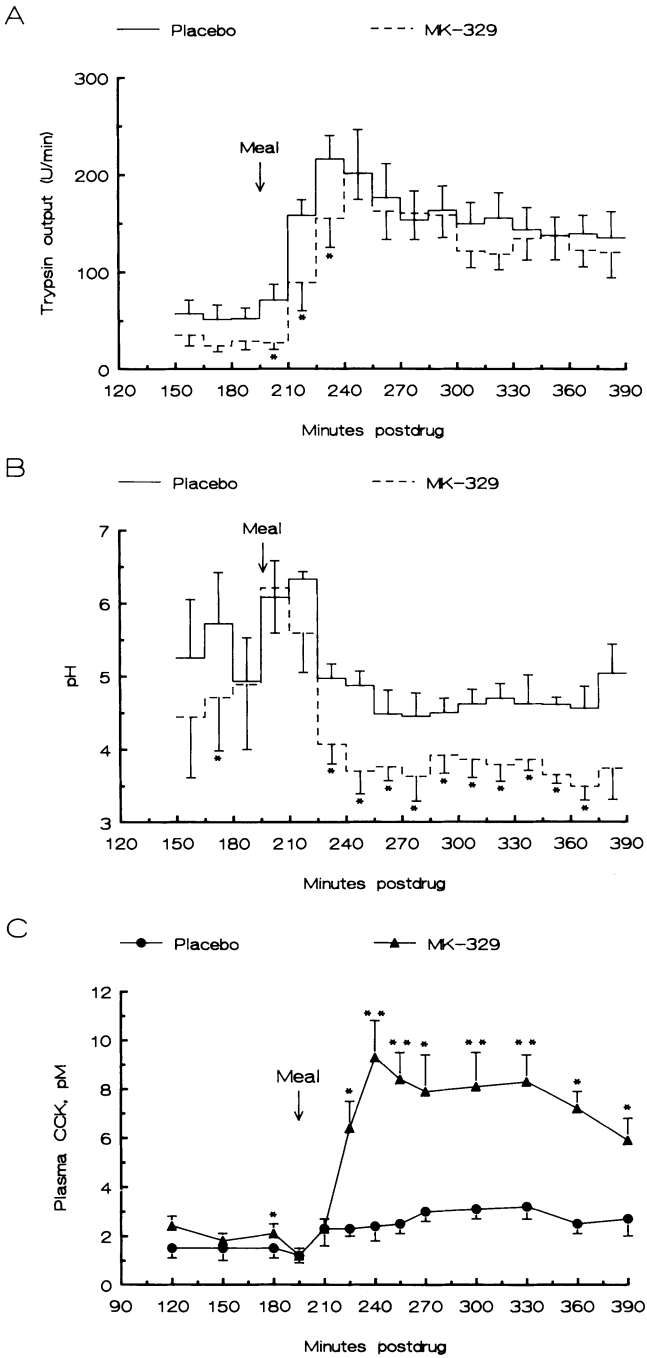 A
Placebo MK-329
300
200
100
0
Trypsin output (U/min)
Meal
*
*
*
120 150 180 210 240 270 300 330 360 390
Minutes postdrug
B
Placebo MK-329
7
6
5
4
3
pH
Meal
*
* * * * * * * * * *
120 150 180 210 240 270 300 330 360 390
Minutes postdrug
C
Placebo MK-329
12
10
8
6
4
2
0
Plasma CCK, pM
Meal
* * ** ** * ** ** * *
90 120 150 180 210 240 270 300 330 360 390
Minutes postdrug